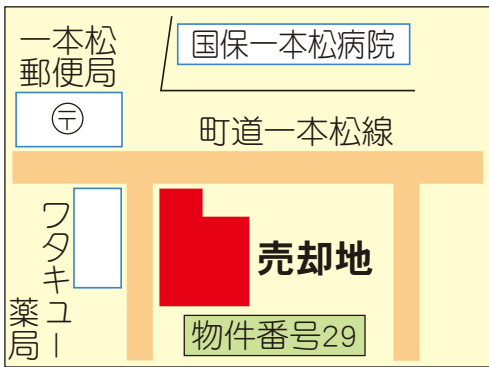 一本松
郵便局
〒
国保一本松病院
町道一本松線
ワタキュー
薬局
売却地
物件番号29